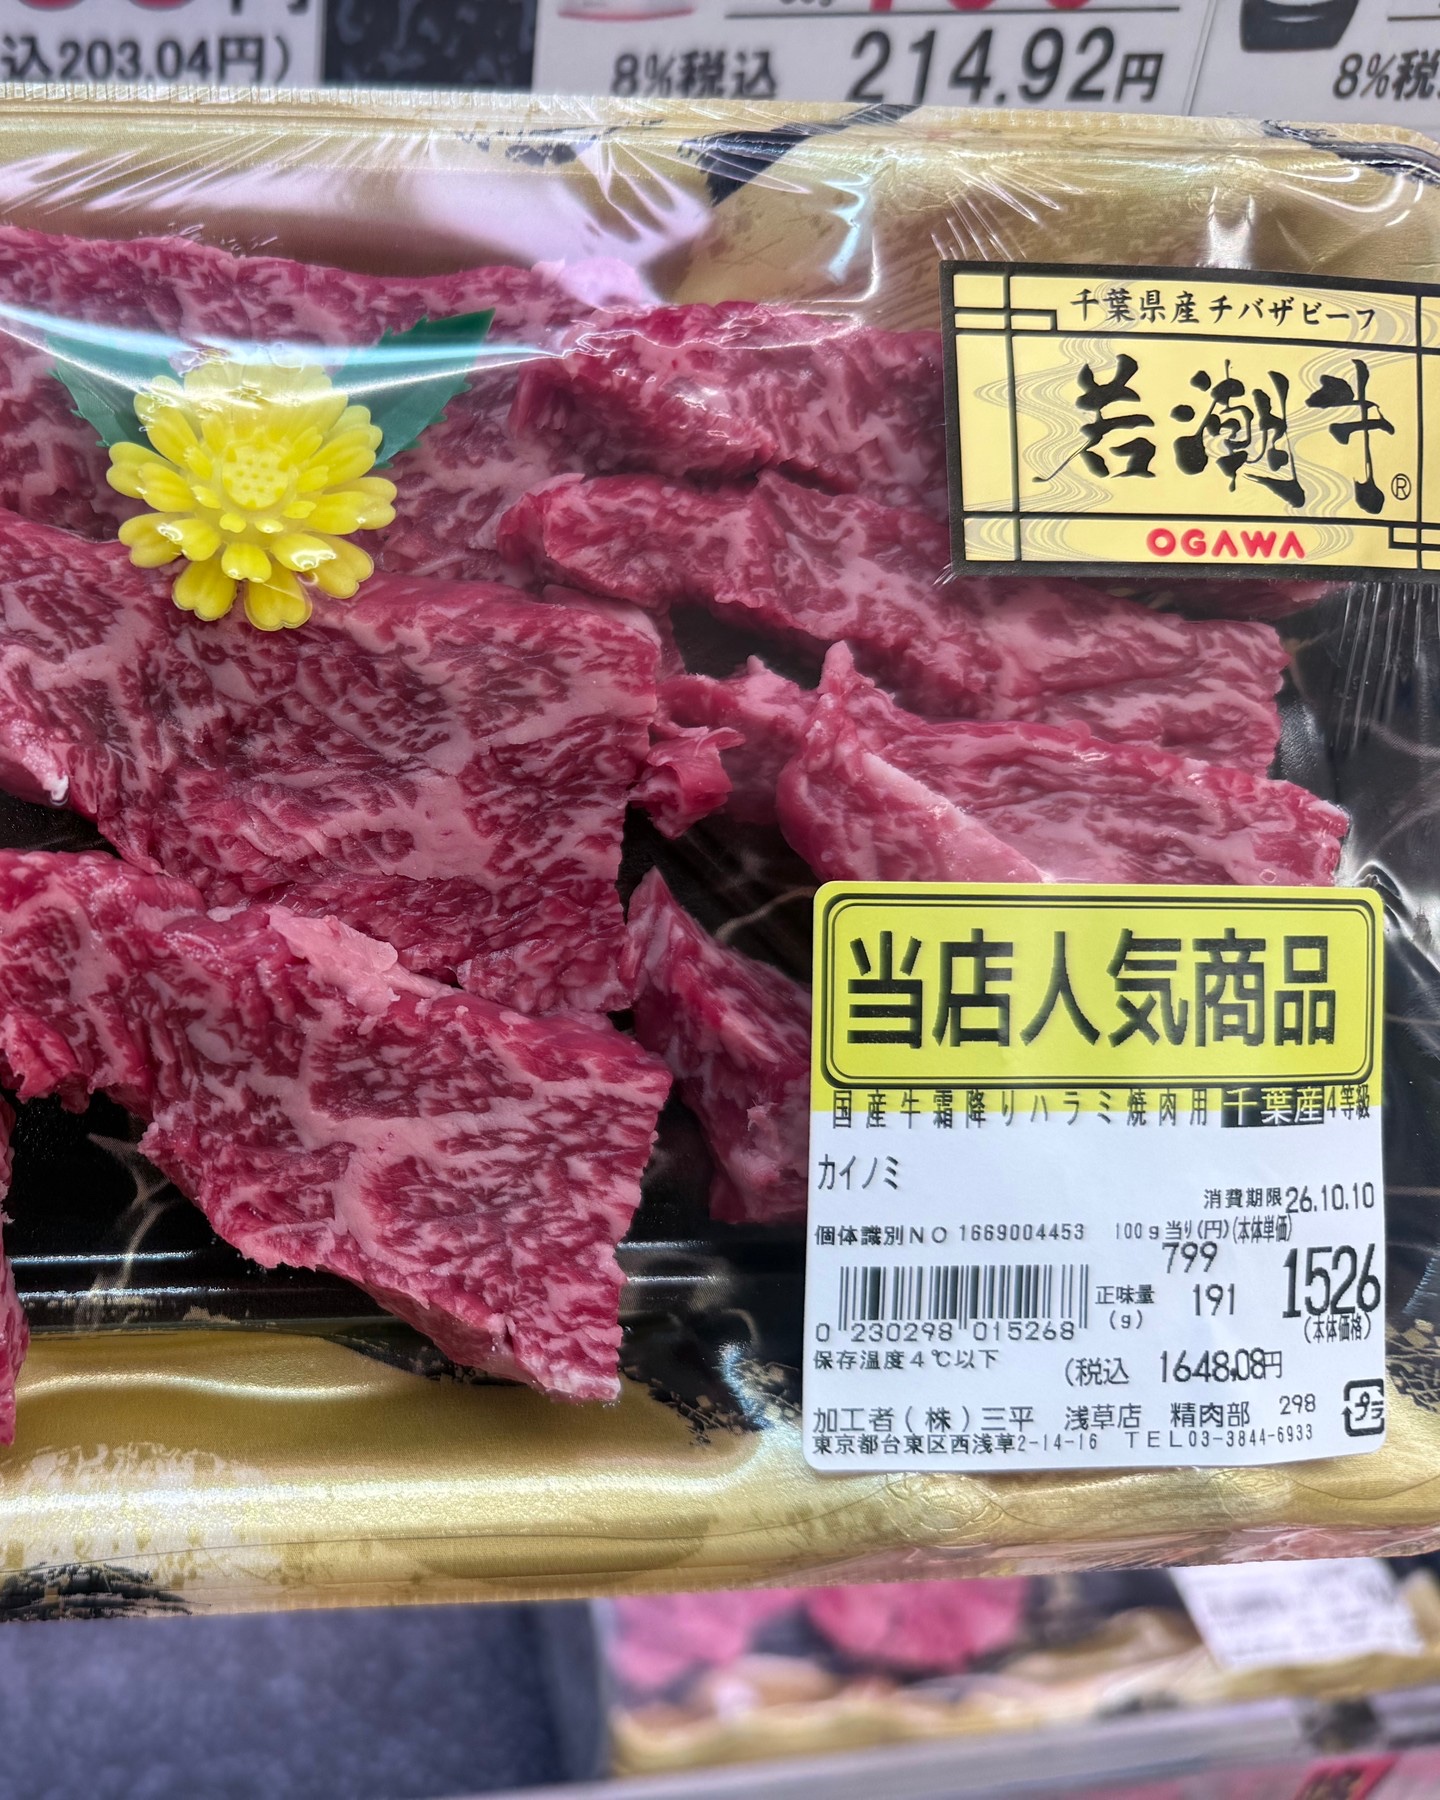 込203.04円)
8%税込 214.92円
8%税
千葉県産チバザビーフ
若潮牛®
OGAWA
当店人気商品
国産牛霜降りハラミ焼肉用 千葉産4等級
カイノミ
消費期限26.10.10
個体識別NO 1669004453 100g当り(円)(本体単価)
799
正味量(g) 191 1526
(本体価格)
0 230298 015268
保存温度4℃以下 (税込 1648.08円
加工者(株)三平 浅草店 精肉部 298
東京都台東区西浅草2-14-16 TEL03-3844-6933
プラ